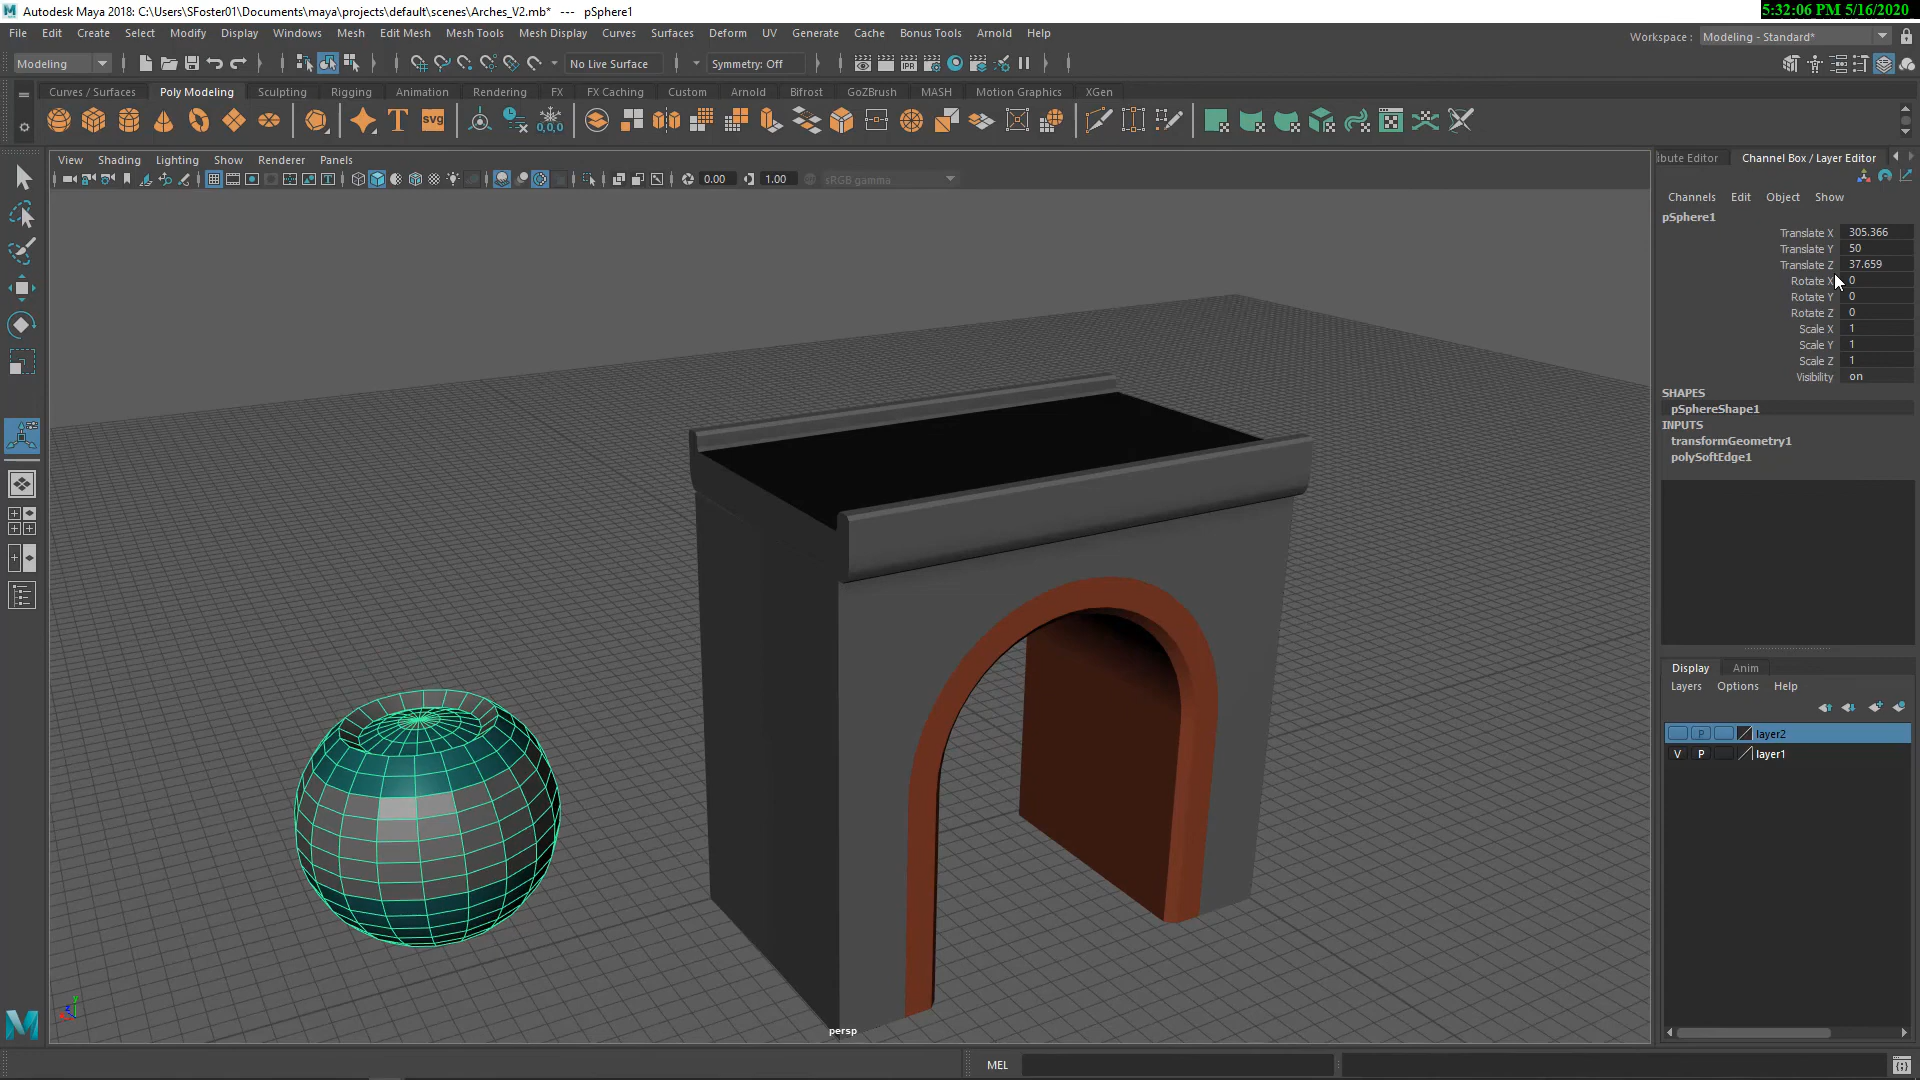 Autodesk Maya 2018: C:\Users\SFoster01\Documents\maya\projects\default\scenes\Arches_V2.mb* --- pSphere1
5:32:06 PM 5/16/2020
File Edit Create Select Modify Display Windows Mesh Edit Mesh Mesh Tools Mesh Display Curves Surfaces Deform UV Generate Cache Bonus Tools Arnold Help
Workspace : Modeling - Standard*
Modeling No Live Surface Symmetry: Off IPR
Curves / Surfaces Poly Modeling Sculpting Rigging Animation Rendering FX FX Caching Custom Arnold Bifrost GoZBrush MASH Motion Graphics XGen
T svg 0,0,0
View Shading Lighting Show Renderer Panels
0.00 1.00 sRGB gamma
ibute Editor Channel Box / Layer Editor
Channels Edit Object Show
pSphere1
Translate X 305.366
Translate Y 50
Translate Z 37.659
Rotate X 0
Rotate Y 0
Rotate Z 0
Scale X 1
Scale Y 1
Scale Z 1
Visibility on
SHAPES
pSphereShape1
INPUTS
transformGeometry1
polySoftEdge1
Display Anim
Layers Options Help
P layer2
V P layer1
persp
MEL